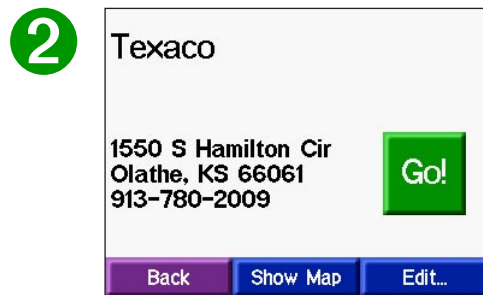 2
Texaco
1550 S Hamilton Cir
Olathe, KS 66061
913-780-2009
Go!
Back Show Map Edit…